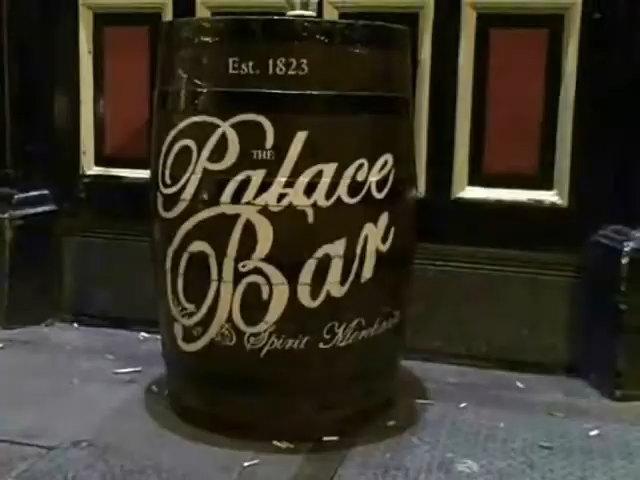 Est. 1823
THE
Palace
Bar
& Spirit Merchants